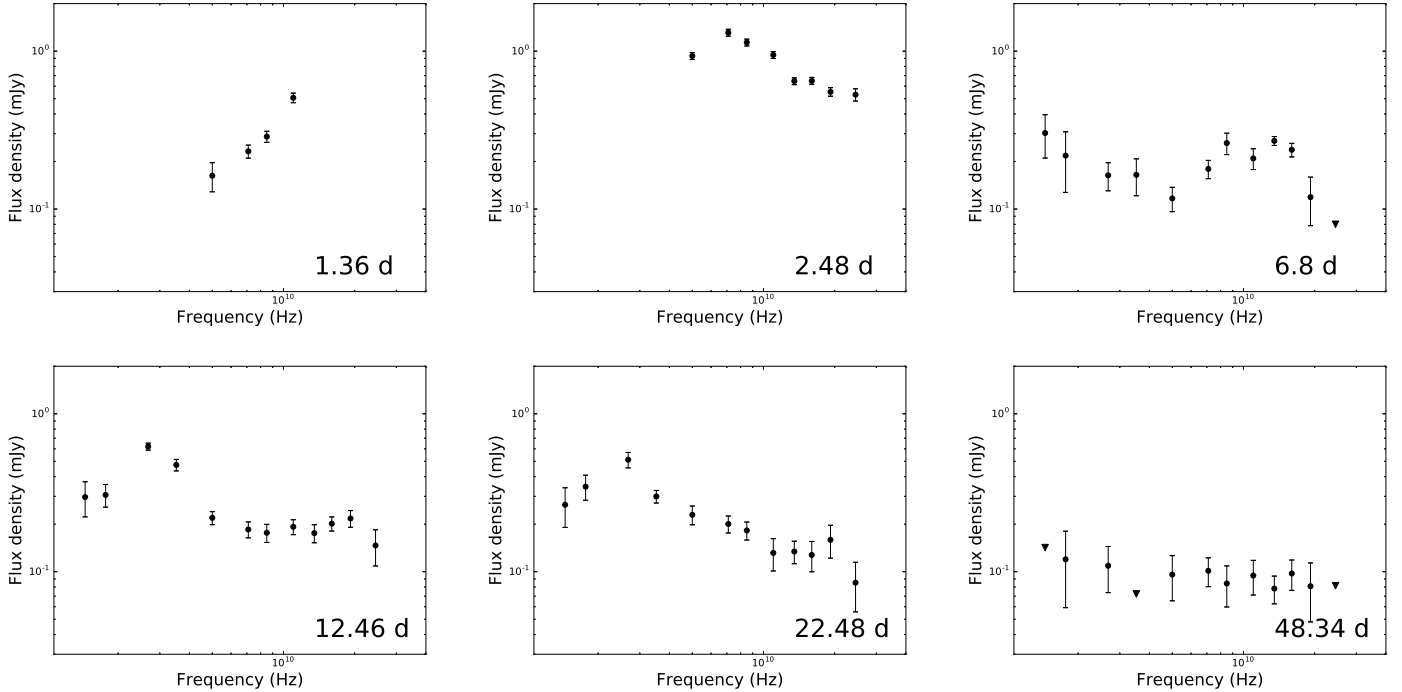 Flux density (mJy)
10⁰
10⁻¹
1.36 d
10¹⁰
Frequency (Hz)
Flux density (mJy)
10⁰
10⁻¹
2.48 d
10¹⁰
Frequency (Hz)
Flux density (mJy)
10⁰
10⁻¹
6.8 d
10¹⁰
Frequency (Hz)
Flux density (mJy)
10⁰
10⁻¹
12.46 d
10¹⁰
Frequency (Hz)
Flux density (mJy)
10⁰
10⁻¹
22.48 d
10¹⁰
Frequency (Hz)
Flux density (mJy)
10⁰
10⁻¹
48.34 d
10¹⁰
Frequency (Hz)